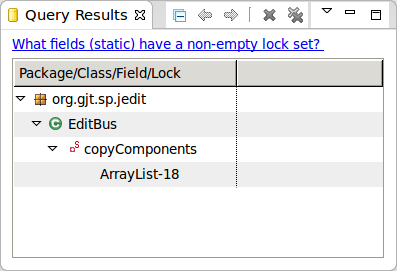 Query Results
What fields (static) have a non-empty lock set?
Package/Class/Field/Lock
org.gjt.sp.jedit
C EditBus
S copyComponents
ArrayList-18